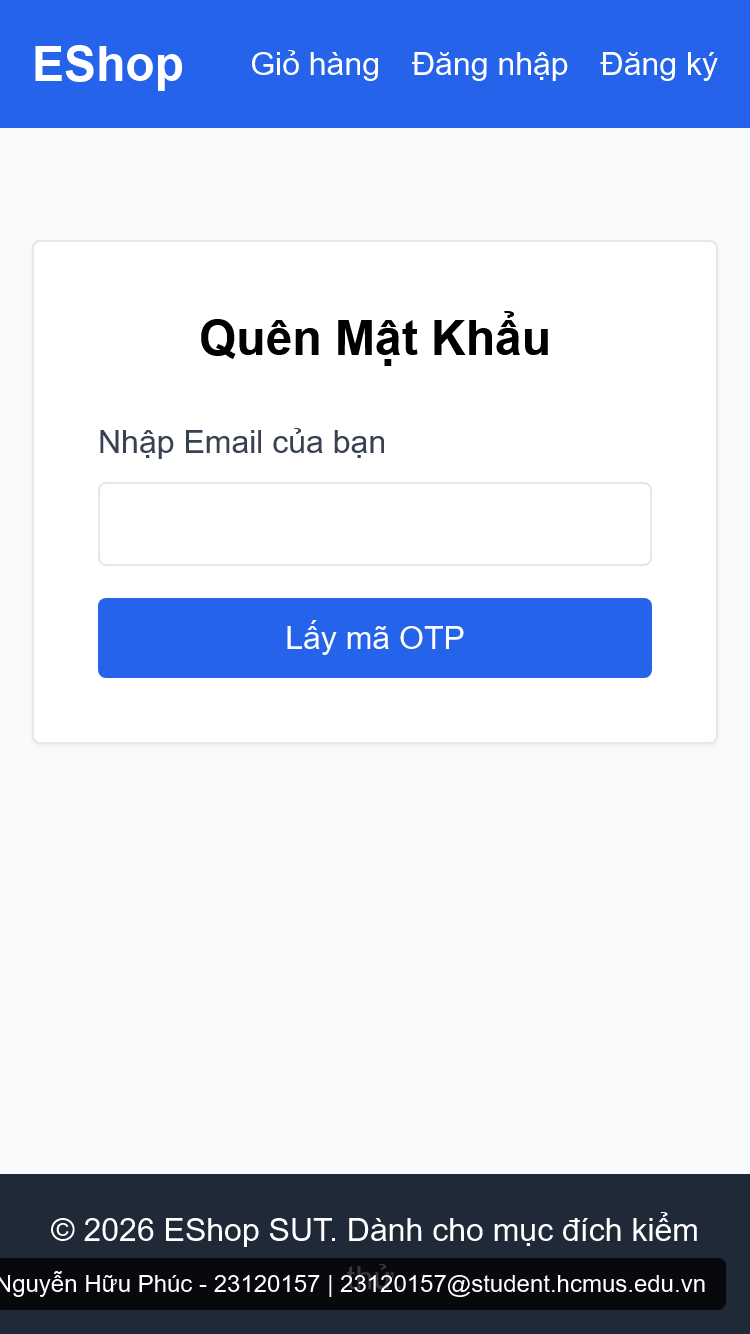 EShop
Giỏ hàng
Đăng nhập
Đăng ký
Quên Mật Khẩu
Nhập Email của bạn
Lấy mã OTP
© 2026 EShop SUT. Dành cho mục đích kiểm
thử
Nguyễn Hữu Phúc - 23120157 | 23120157@student.hcmus.edu.vn